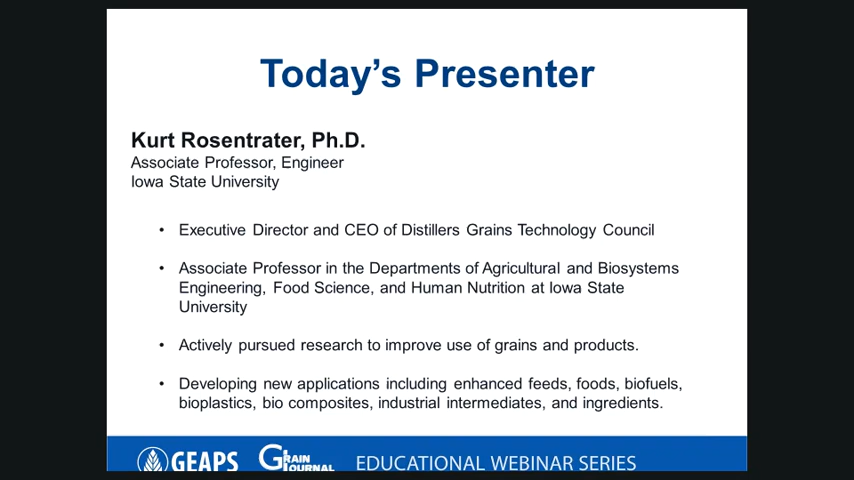 Today’s Presenter
Kurt Rosentrater, Ph.D.
Associate Professor, Engineer
Iowa State University
• Executive Director and CEO of Distillers Grains Technology Council
• Associate Professor in the Departments of Agricultural and Biosystems
Engineering, Food Science, and Human Nutrition at Iowa State
University
• Actively pursued research to improve use of grains and products.
• Developing new applications including enhanced feeds, foods, biofuels,
bioplastics, bio composites, industrial intermediates, and ingredients.
GEAPS GRAIN JOURNAL EDUCATIONAL WEBINAR SERIES